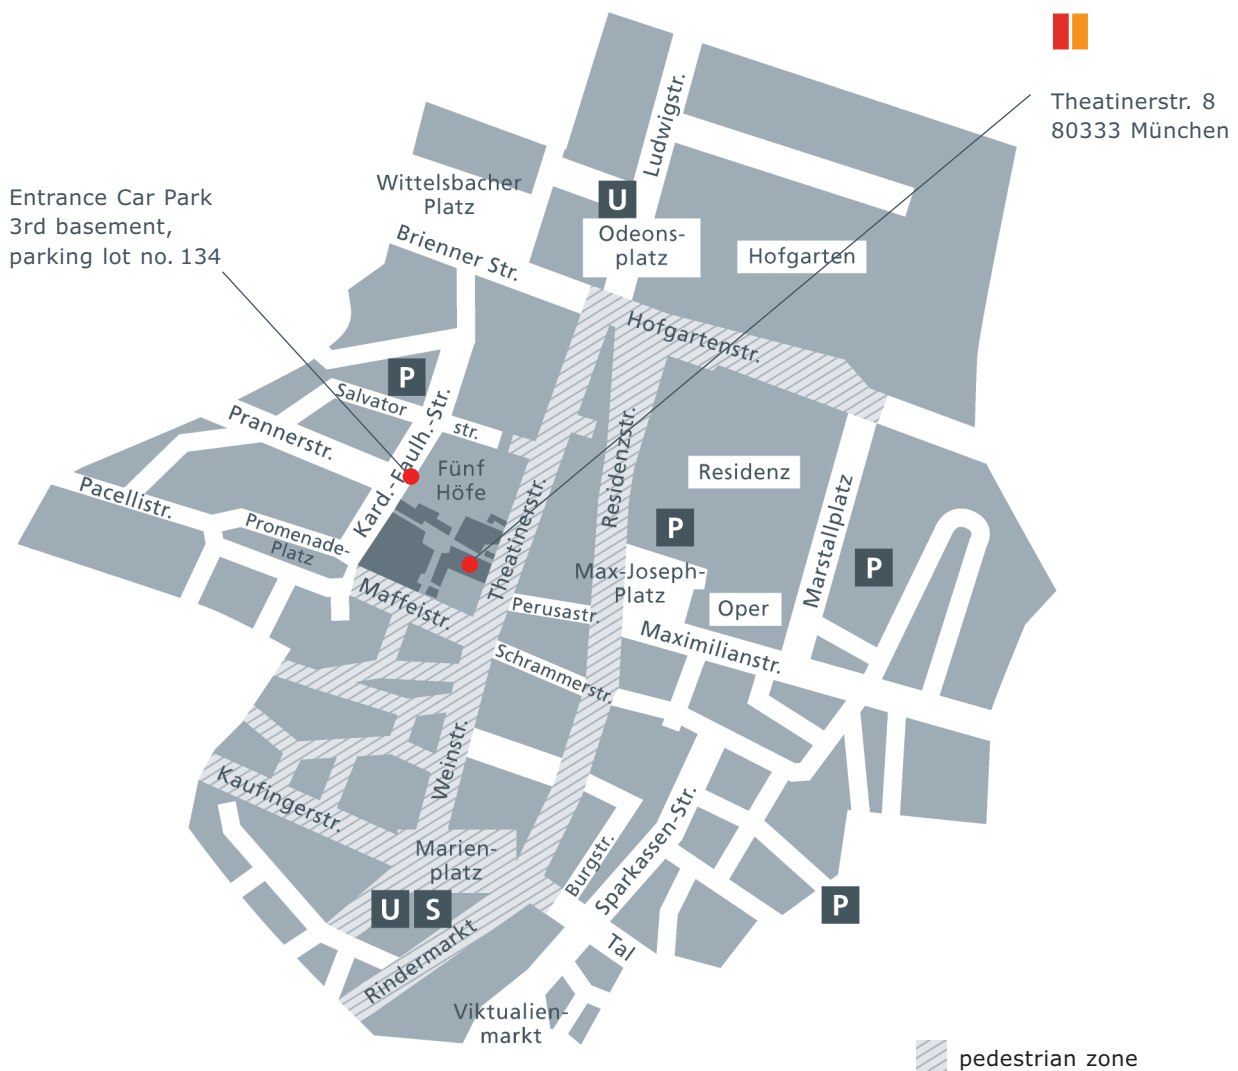 Theatinerstr. 8
80333 München
Entrance Car Park
3rd basement,
parking lot no. 134
Ludwigstr.
Wittelsbacher
Platz
U
Odeons-
platz
Hofgarten
Brienner Str.
Hofgartenstr.
P
Salvator
str.
Kard.-Faulh.-Str.
Prannerstr.
Fünf
Höfe
Residenzstr.
Residenz
Pacellistr.
Promenade-
Platz
Theatinerstr.
P
Marstallplatz
P
Max-Joseph-
Platz
Oper
Maffeistr.
Perusastr.
Maximilianstr.
Schrammerstr.
Weinstr.
Kaufingerstr.
Marien-
platz
U S
Burgstr.
Sparkassen-Str.
P
Rindermarkt
Tal
Viktualien-
markt
pedestrian zone